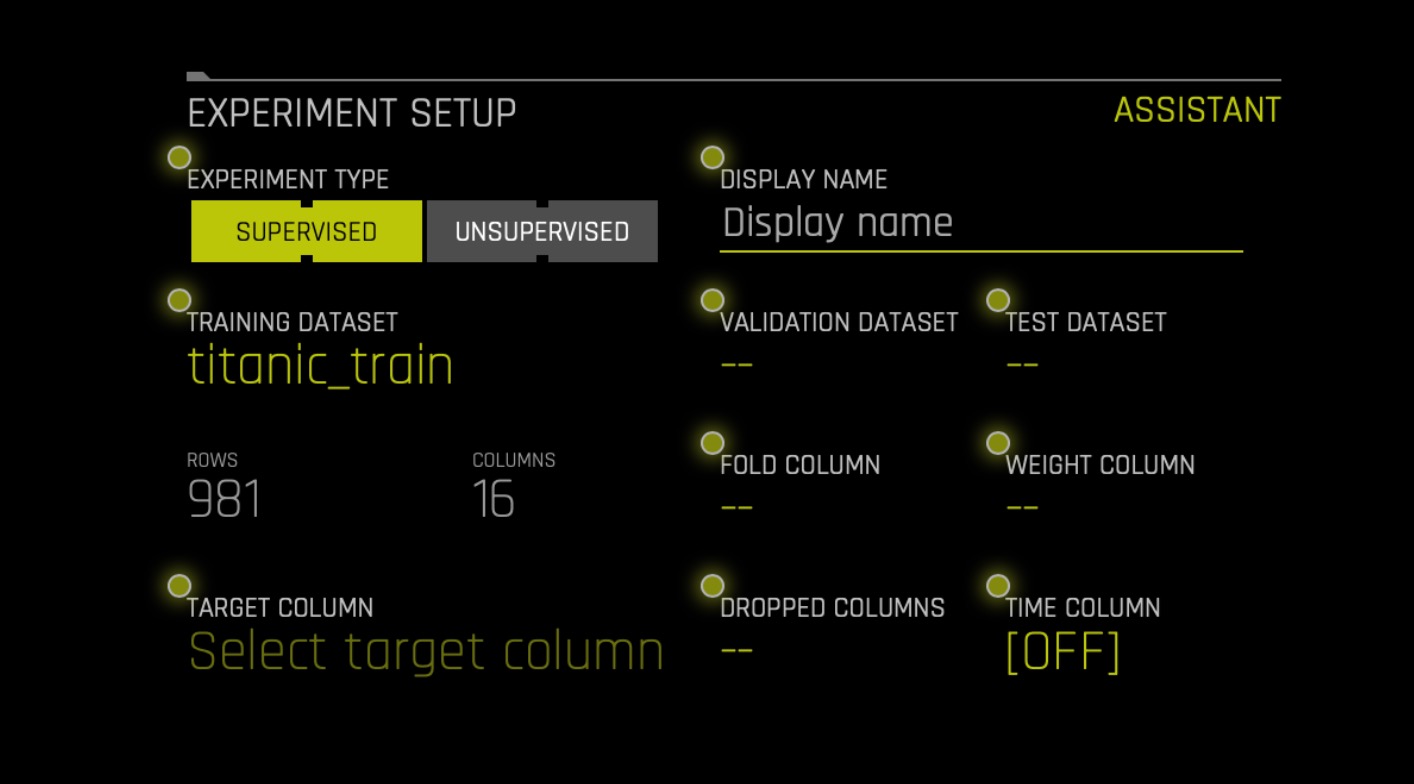 EXPERIMENT SETUP
ASSISTANT
EXPERIMENT TYPE
SUPERVISED
UNSUPERVISED
DISPLAY NAME
Display name
TRAINING DATASET
titanic_train
VALIDATION DATASET
--
TEST DATASET
--
ROWS
981
COLUMNS
16
FOLD COLUMN
--
WEIGHT COLUMN
--
TARGET COLUMN
Select target column
DROPPED COLUMNS
--
TIME COLUMN
[OFF]